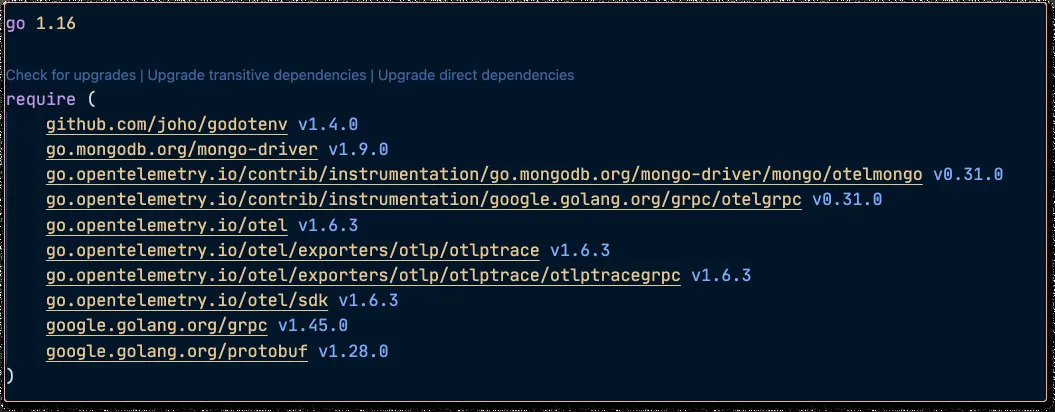 go 1.16
Check for upgrades | Upgrade transitive dependencies | Upgrade direct dependencies
require (
github.com/joho/godotenv v1.4.0
go.mongodb.org/mongo-driver v1.9.0
go.opentelemetry.io/contrib/instrumentation/go.mongodb.org/mongo-driver/mongo/otelmongo v0.31.0
go.opentelemetry.io/contrib/instrumentation/google.golang.org/grpc/otelgrpc v0.31.0
go.opentelemetry.io/otel v1.6.3
go.opentelemetry.io/otel/exporters/otlp/otlptrace v1.6.3
go.opentelemetry.io/otel/exporters/otlp/otlptrace/otlptracegrpc v1.6.3
go.opentelemetry.io/otel/sdk v1.6.3
google.golang.org/grpc v1.45.0
google.golang.org/protobuf v1.28.0
)